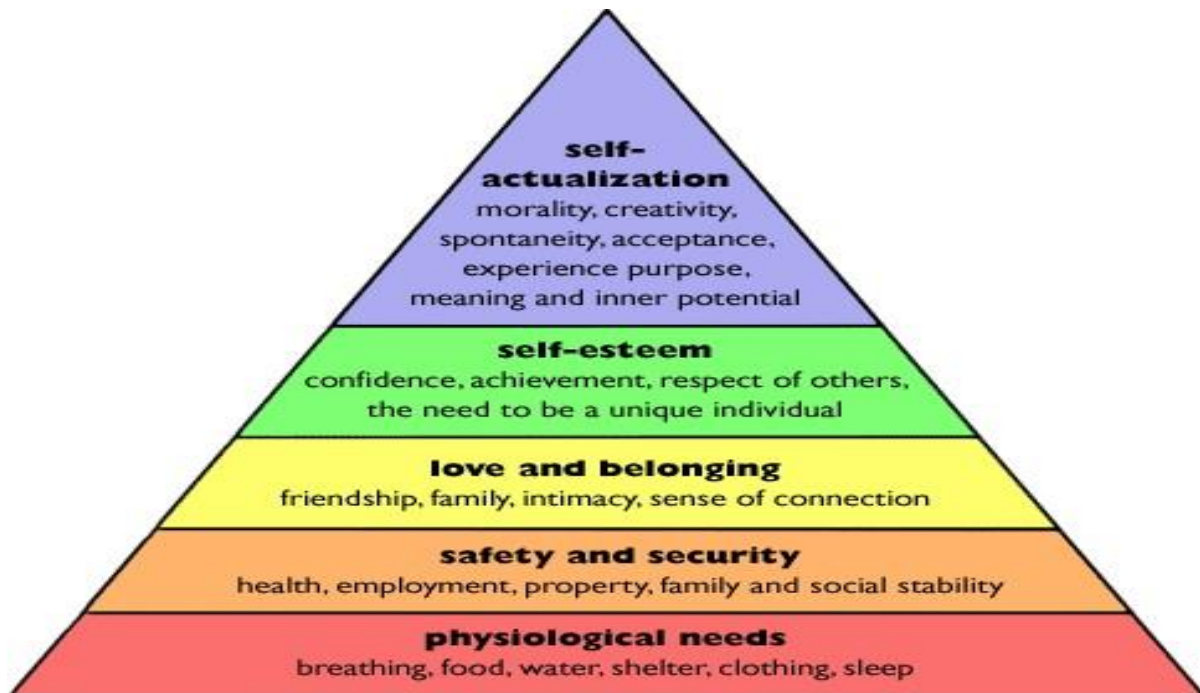 self-
actualization
morality, creativity,
spontaneity, acceptance,
experience purpose,
meaning and inner potential
self-esteem
confidence, achievement, respect of others,
the need to be a unique individual
love and belonging
friendship, family, intimacy, sense of connection
safety and security
health, employment, property, family and social stability
physiological needs
breathing, food, water, shelter, clothing, sleep